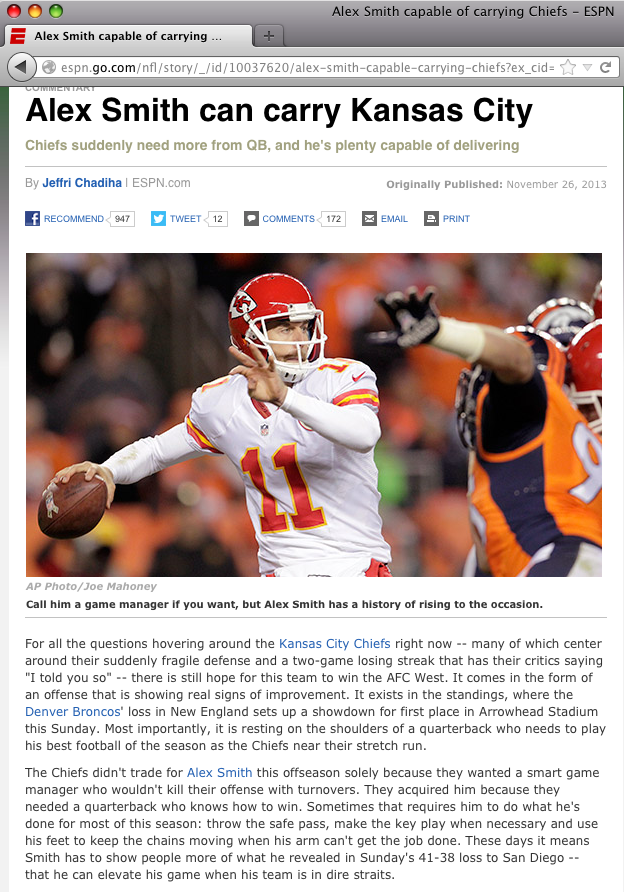 Alex Smith capable of carrying Chiefs – ESPN
Alex Smith capable of carrying ...
espn.go.com/nfl/story/_/id/10037620/alex-smith-capable-carrying-chiefs?ex_cid=
COMMENTARY
Alex Smith can carry Kansas City
Chiefs suddenly need more from QB, and he's plenty capable of delivering
By Jeffri Chadiha | ESPN.com
Originally Published: November 26, 2013
RECOMMEND 947 TWEET 12 COMMENTS 172 EMAIL PRINT
11
11
AP Photo/Joe Mahoney
Call him a game manager if you want, but Alex Smith has a history of rising to the occasion.
For all the questions hovering around the Kansas City Chiefs right now -- many of which center
around their suddenly fragile defense and a two-game losing streak that has their critics saying
"I told you so" -- there is still hope for this team to win the AFC West. It comes in the form of
an offense that is showing real signs of improvement. It exists in the standings, where the
Denver Broncos' loss in New England sets up a showdown for first place in Arrowhead Stadium
this Sunday. Most importantly, it is resting on the shoulders of a quarterback who needs to play
his best football of the season as the Chiefs near their stretch run.
The Chiefs didn't trade for Alex Smith this offseason solely because they wanted a smart game
manager who wouldn't kill their offense with turnovers. They acquired him because they
needed a quarterback who knows how to win. Sometimes that requires him to do what he's
done for most of this season: throw the safe pass, make the key play when necessary and use
his feet to keep the chains moving when his arm can't get the job done. These days it means
Smith has to show people more of what he revealed in Sunday's 41-38 loss to San Diego --
that he can elevate his game when his team is in dire straits.